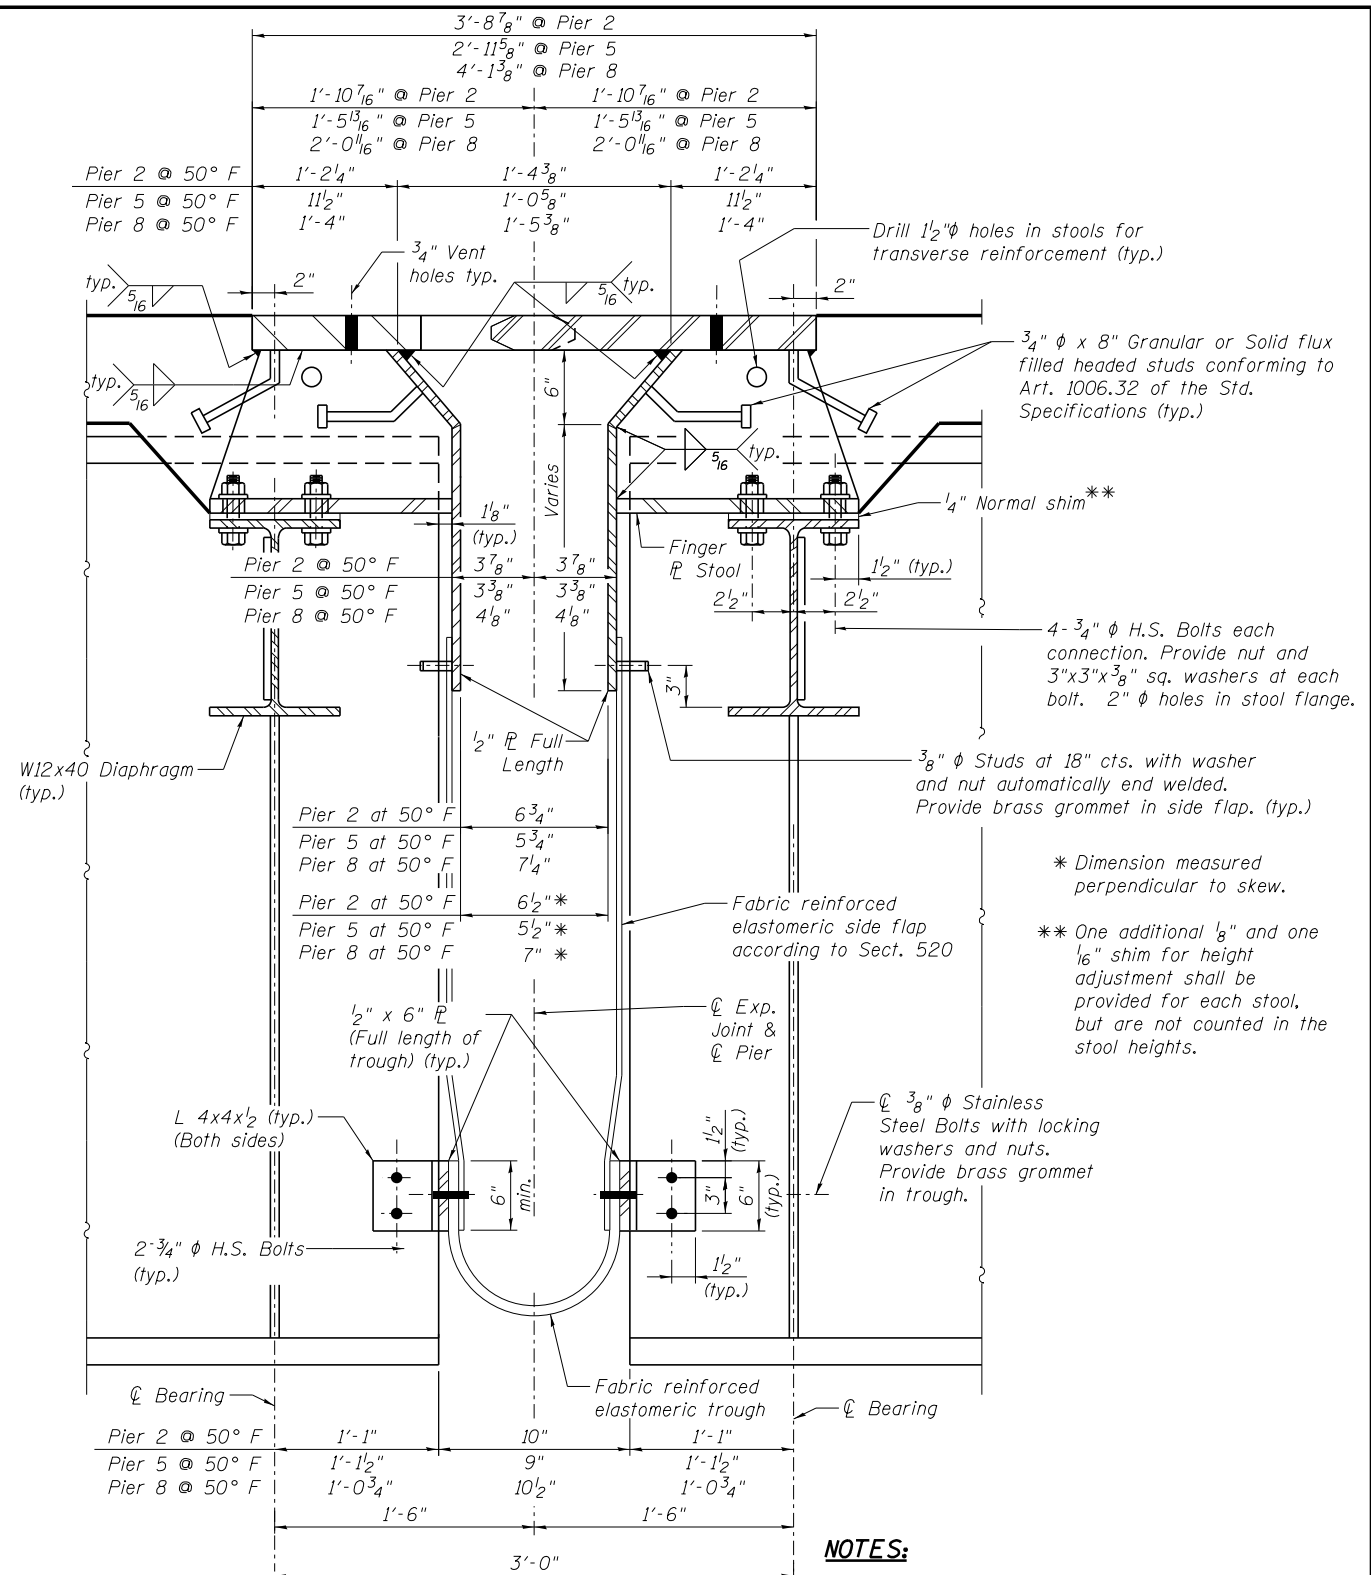 3'-8 7/8" @ Pier 2
2'-11 5/8" @ Pier 5
4'-1 3/8" @ Pier 8
1'-10 7/16" @ Pier 2
1'-10 7/16" @ Pier 2
1'-5 13/16" @ Pier 5
1'-5 13/16" @ Pier 5
2'-0 11/16" @ Pier 8
2'-0 11/16" @ Pier 8
Pier 2 @ 50° F 1'-2 1/4" 1'-4 3/8" 1'-2 1/4"
Pier 5 @ 50° F 11 1/2" 1'-0 5/8" 11 1/2"
Pier 8 @ 50° F 1'-4" 1'-5 3/8" 1'-4"
Drill 1 1/2"ϕ holes in stools for
transverse reinforcement (typ.)
3/4" Vent
holes typ.
typ.
5/16
2"
5/16
typ.
2"
3/4" ϕ x 8" Granular or Solid flux
filled headed studs conforming to
Art. 1006.32 of the Std.
Specifications (typ.)
typ.
5/16
6"
5/16
typ.
Varies
1/4" Normal shim**
1 1/8"
(typ.)
Finger
℄ Stool
Pier 2 @ 50° F 3 7/8" 3 7/8"
Pier 5 @ 50° F 3 3/8" 3 3/8"
Pier 8 @ 50° F 4 1/8" 4 1/8"
1 1/2" (typ.)
2 1/2"
2 1/2"
4- 3/4" ϕ H.S. Bolts each
connection. Provide nut and
3"x3"x3/8" sq. washers at each
bolt. 2" ϕ holes in stool flange.
3"
1/2" ℄ Full
Length
W12x40 Diaphragm
(typ.)
3/8" ϕ Studs at 18" cts. with washer
and nut automatically end welded.
Provide brass grommet in side flap. (typ.)
Pier 2 at 50° F 6 3/4"
Pier 5 at 50° F 5 3/4"
Pier 8 at 50° F 7 1/4"
* Dimension measured
perpendicular to skew.
Pier 2 at 50° F 6 1/2"*
Pier 5 at 50° F 5 1/2"*
Pier 8 at 50° F 7" *
Fabric reinforced
elastomeric side flap
according to Sect. 520
** One additional 1/8" and one
1/16" shim for height
adjustment shall be
provided for each stool,
but are not counted in the
stool heights.
1/2" x 6" ℄
(Full length of
trough) (typ.)
℄ Exp.
Joint &
℄ Pier
L 4x4x1/2 (typ.)
(Both sides)
℄ 3/8" ϕ Stainless
Steel Bolts with locking
washers and nuts.
Provide brass grommet
in trough.
1 1/2"
(typ.)
6"
min.
3"
6"
(typ.)
2-3/4" ϕ H.S. Bolts
(typ.)
1 1/2"
(typ.)
Fabric reinforced
elastomeric trough
℄ Bearing
℄ Bearing
Pier 2 @ 50° F 1'-1" 10" 1'-1"
Pier 5 @ 50° F 1'-1 1/2" 9" 1'-1 1/2"
Pier 8 @ 50° F 1'-0 3/4" 10 1/2" 1'-0 3/4"
1'-6"
1'-6"
3'-0"
NOTES: